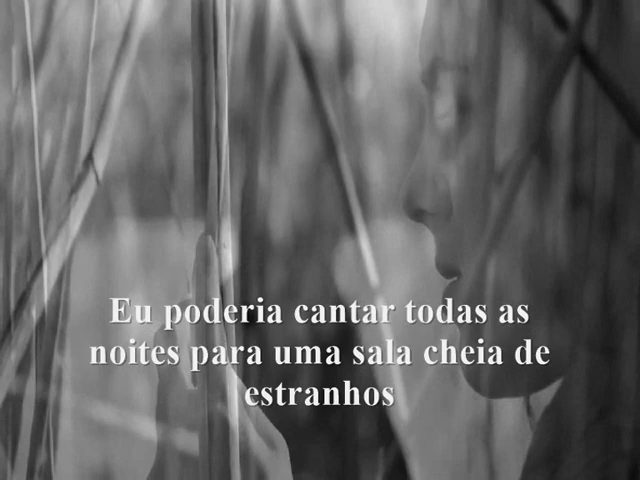 Eu poderia cantar todas as
noites para uma sala cheia de
estranhos